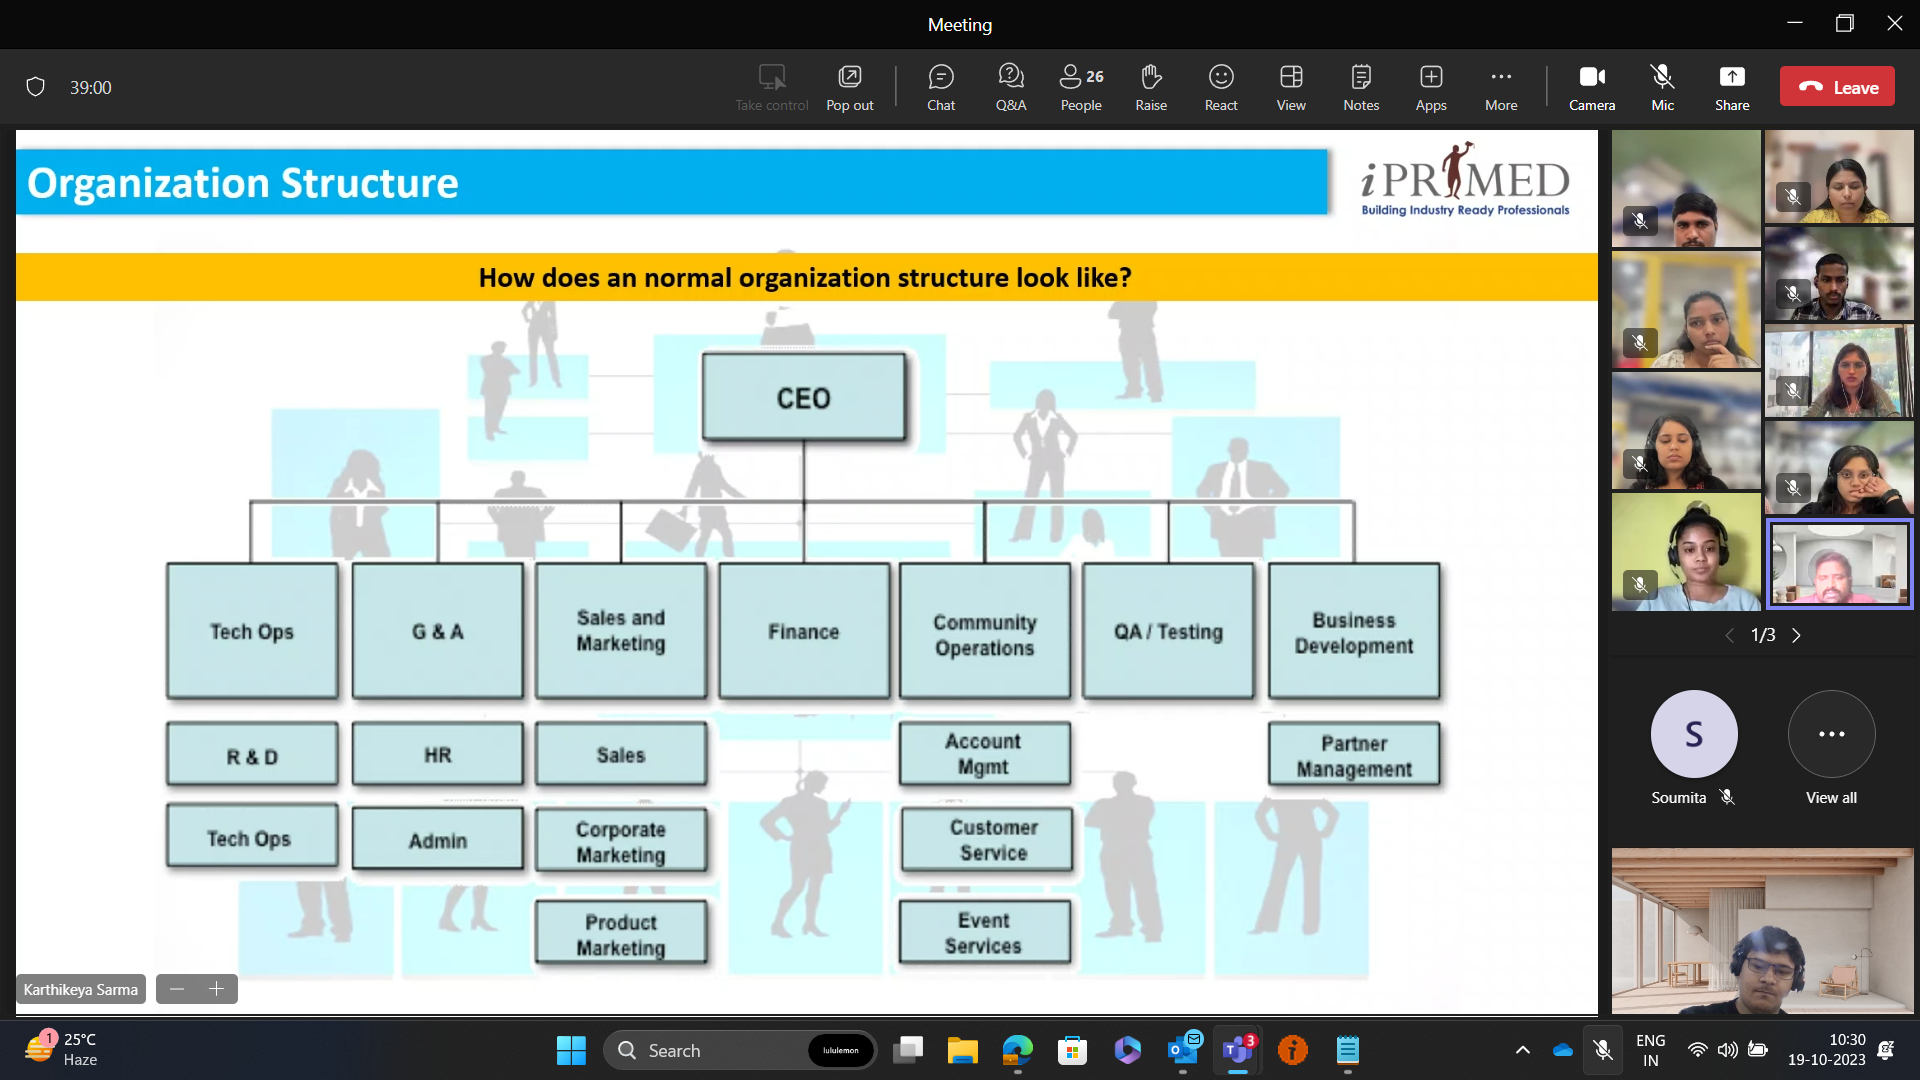 Meeting
39:00
Take control
Pop out
Chat
Q&A
26
People
Raise
React
View
Notes
Apps
More
Camera
Mic
Share
Leave
Organization Structure
iPRIMED
Building Industry Ready Professionals
How does an normal organization structure look like?
CEO
Tech Ops
G & A
Sales and
Marketing
Finance
Community
Operations
QA / Testing
Business
Development
R & D
HR
Sales
Account
Mgmt
Partner
Management
Tech Ops
Admin
Corporate
Marketing
Customer
Service
Product
Marketing
Event
Services
Karthikeya Sarma
1/3
S
Soumita
View all
1
25°C
Haze
Search
lululemon
3
ENG
IN
10:30
19-10-2023